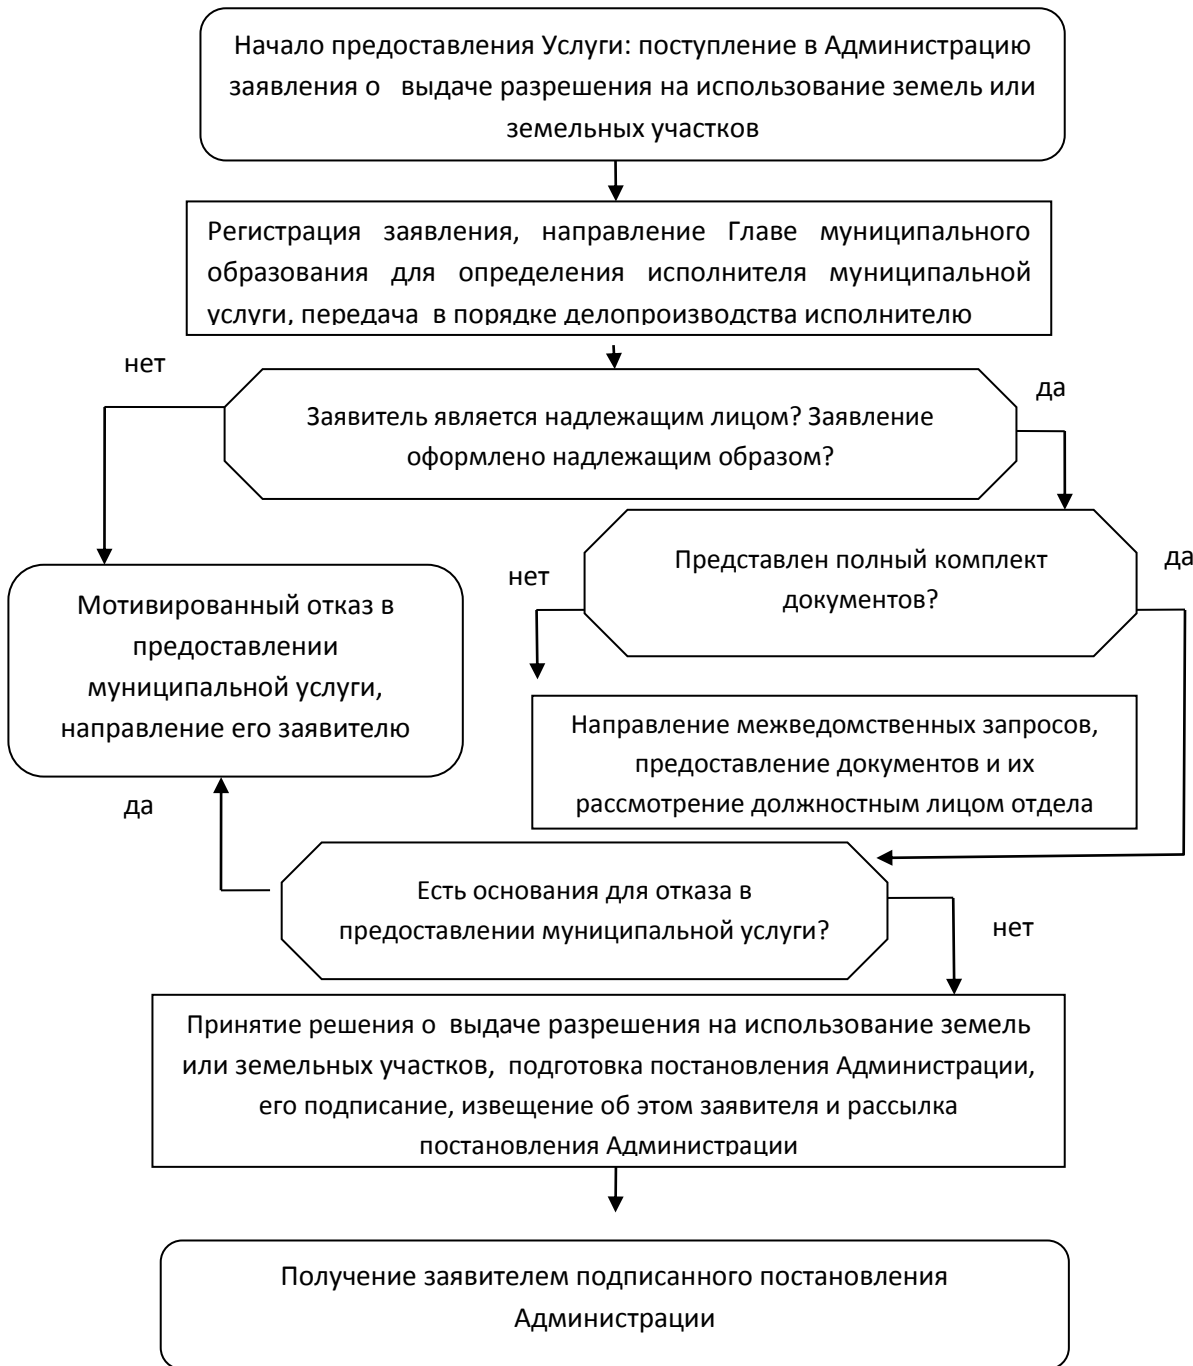 Начало предоставления Услуги: поступление в Администрацию
заявления о выдаче разрешения на использование земель или
земельных участков
Регистрация заявления, направление Главе муниципального
образования для определения исполнителя муниципальной
услуги, передача в порядке делопроизводства исполнителю
нет
да
Заявитель является надлежащим лицом? Заявление
оформлено надлежащим образом?
Представлен полный комплект
документов?
нет
да
Мотивированный отказ в
предоставлении
муниципальной услуги,
направление его заявителю
Направление межведомственных запросов,
предоставление документов и их
рассмотрение должностным лицом отдела
да
Есть основания для отказа в
предоставлении муниципальной услуги?
нет
Принятие решения о выдаче разрешения на использование земель
или земельных участков, подготовка постановления Администрации,
его подписание, извещение об этом заявителя и рассылка
постановления Администрации
Получение заявителем подписанного постановления
Администрации